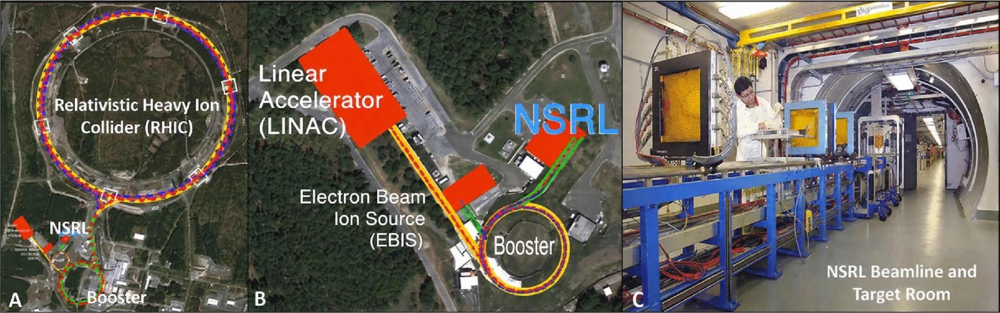 Relativistic Heavy Ion
Collider (RHIC)
NSRL
Booster
A
Linear
Accelerator
(LINAC)
NSRL
Electron Beam
Ion Source
(EBIS)
Booster
B
NSRL Beamline and
Target Room
C